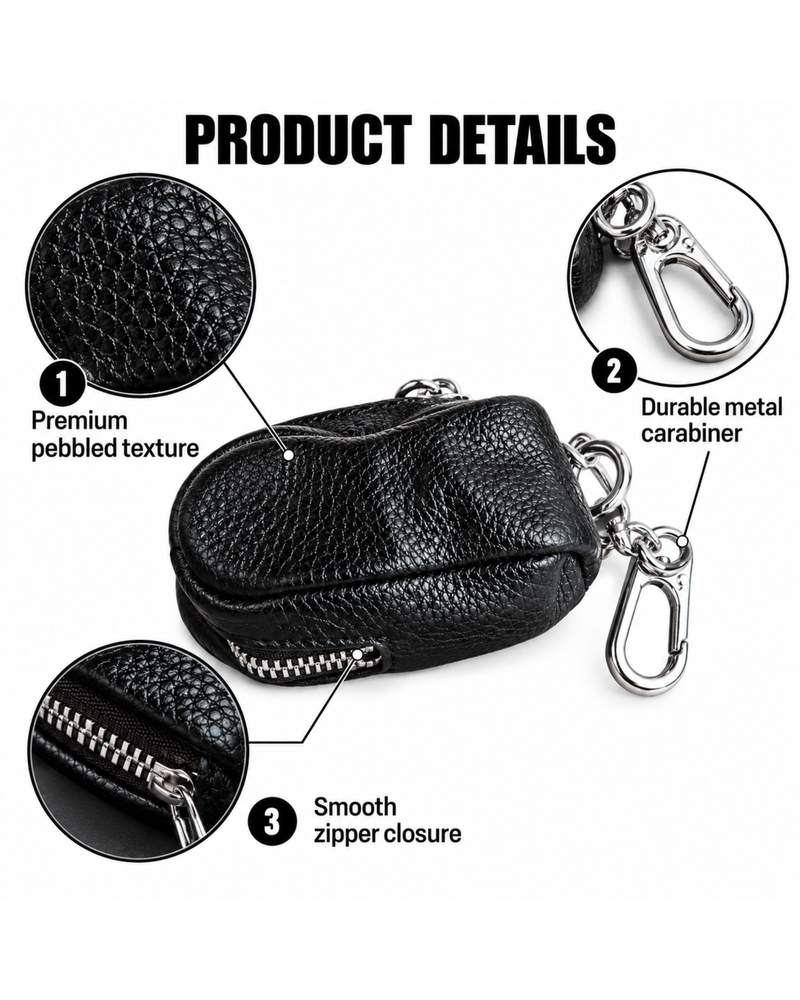 PRODUCT DETAILS
1
Premium
pebbled texture
2
Durable metal
carabiner
3
Smooth
zipper closure